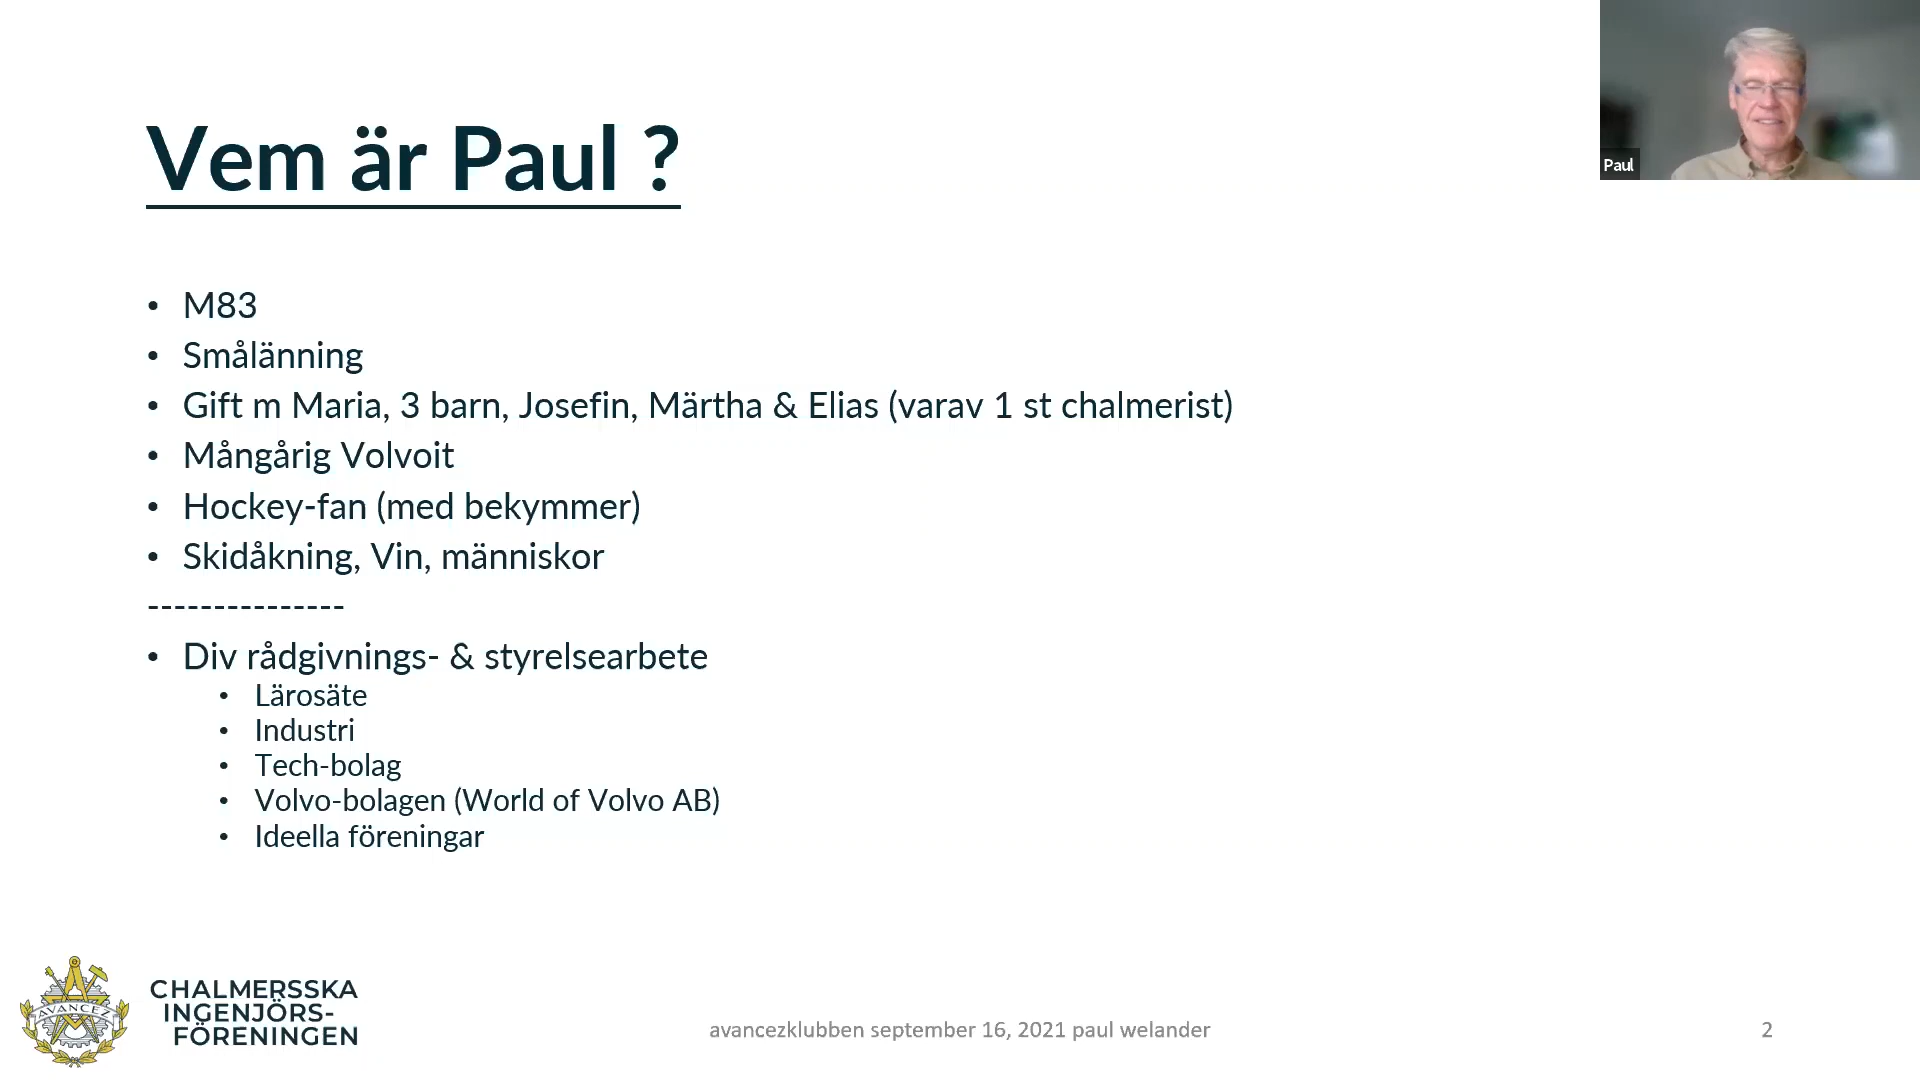 Vem är Paul ?
Paul
• M83
• Smålänning
• Gift m Maria, 3 barn, Josefin, Märtha & Elias (varav 1 st chalmerist)
• Mångårig Volvoit
• Hockey-fan (med bekymmer)
• Skidåkning, Vin, människor
---------------
• Div rådgivnings- & styrelsearbete
• Lärosäte
• Industri
• Tech-bolag
• Volvo-bolagen (World of Volvo AB)
• Ideella föreningar
AVANCEZ
CHALMERSSKA
INGENJÖRS-
FÖRENINGEN
avancezklubben september 16, 2021 paul welander
2